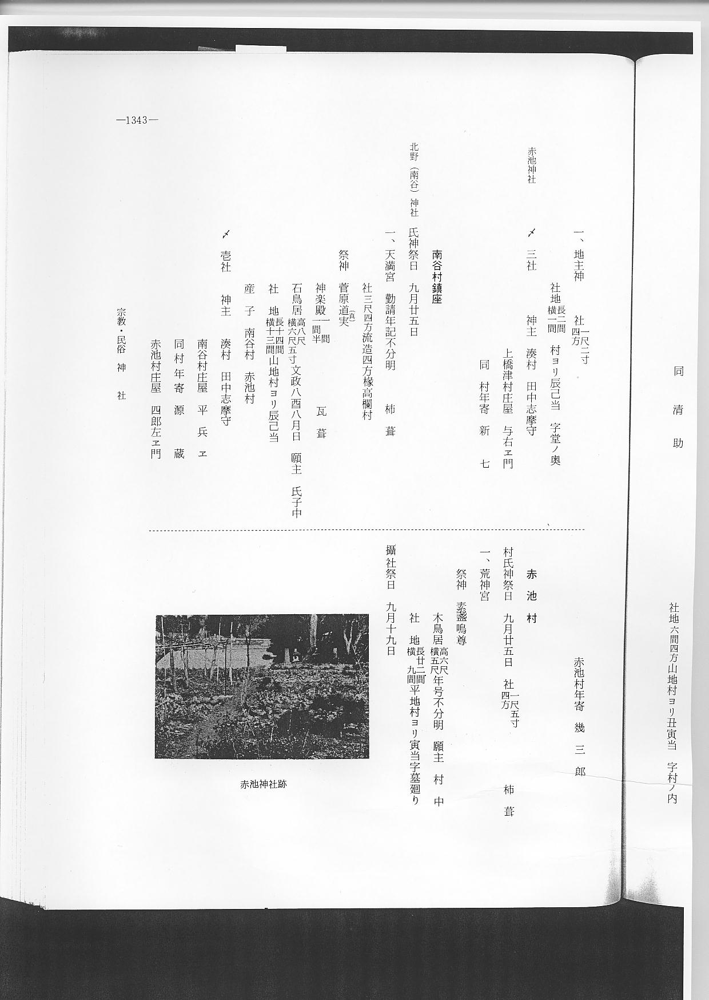 同　清　助
社地六間四方山地村ヨリ丑寅当　字村ノ内
一、地主神　　社一尺二寸四方
社地長二間横一間　村ヨリ辰己当　字堂ノ奥
赤池神社
〆　三社　　神主　湊村　田中志摩守
上橋津村庄屋　与右ヱ門
同　村年寄　新　七
南谷村鎮座
北野（南谷）神社　氏神祭日　九月廿五日
一、天満宮　勤請年記不分明　　柿　葺
社三尺四方流造四方椽高欄村
祭神　菅原道実（真）
神楽殿一間一間半　　瓦　葺
石鳥居高八尺横六尺五寸文政八酉八月日　願主　氏子中
社　地長十四間横十三間山地村ヨリ辰己当
産　子　南谷村　赤池村
〆　壱社　神主　湊村　田中志摩守
南谷村庄屋　平　兵　ヱ
同　村　年　寄　源　　蔵
赤池村庄屋　四郎左ヱ門
赤池村年寄　幾　三　郎
赤　池　村
村氏神祭日　九月廿五日　社一尺五寸四方　　柿　葺
一、荒神宮
祭神　素盞鳴尊
木鳥居高六尺横五尺年号不分明　願主　村　中
社　地長廿二間横九間平地村ヨリ寅当字墓廻り
攝社祭日　九月十九日
赤池神社跡
宗教・民俗　神　社
―1343―